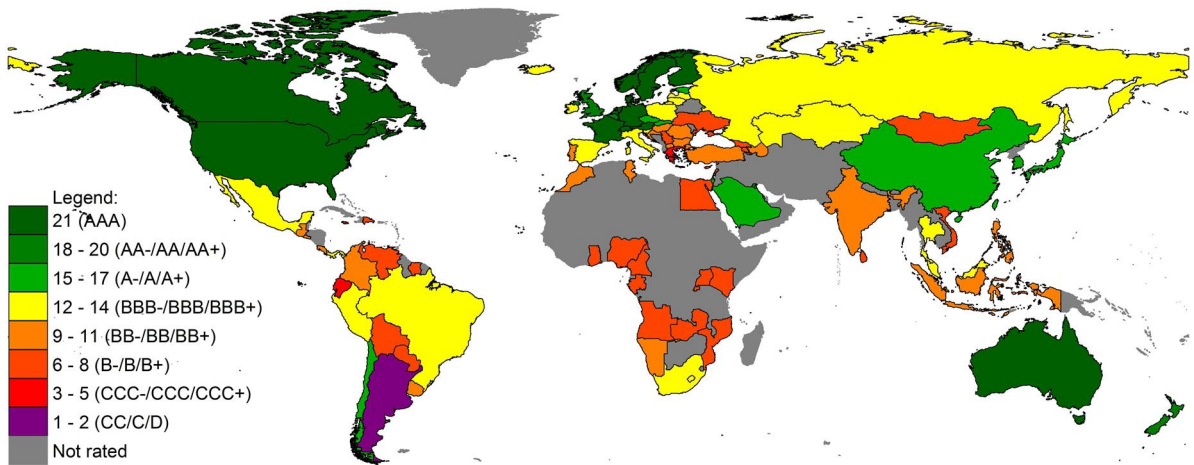 Legend:
21 (AAA)
18 - 20 (AA-/AA/AA+)
15 - 17 (A-/A/A+)
12 - 14 (BBB-/BBB/BBB+)
9 - 11 (BB-/BB/BB+)
6 - 8 (B-/B/B+)
3 - 5 (CCC-/CCC/CCC+)
1 - 2 (CC/C/D)
Not rated